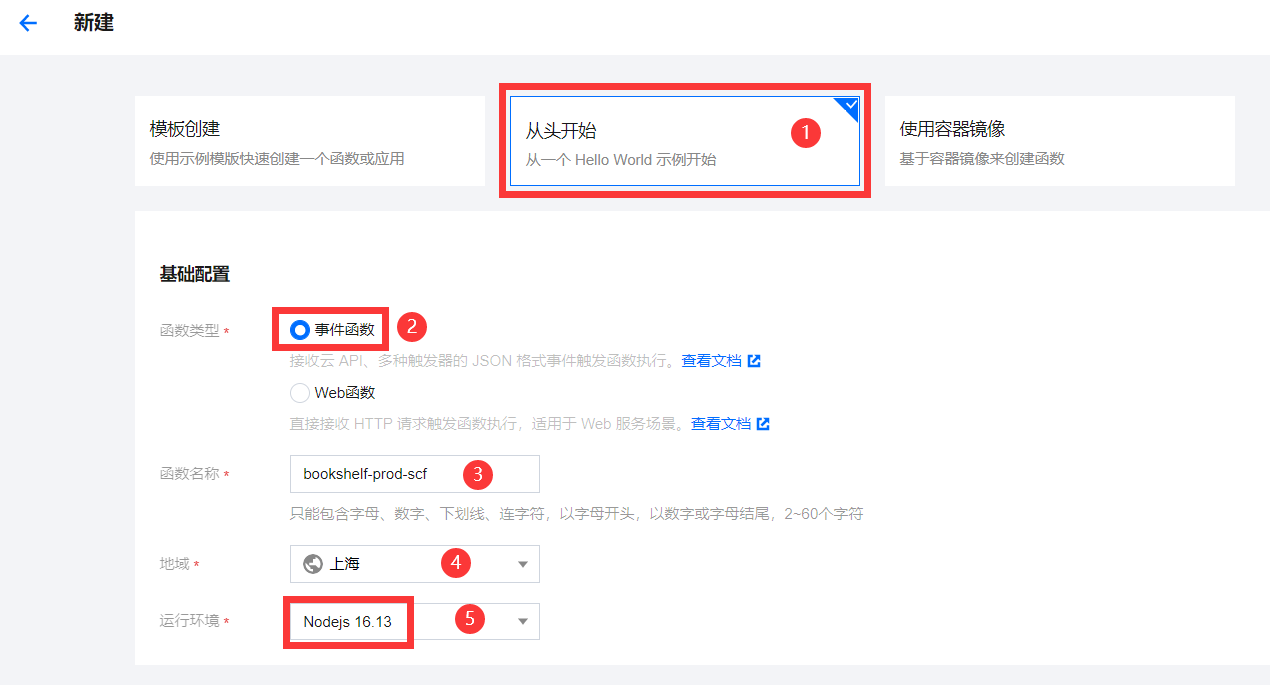 新建
模板创建
使用示例模版快速创建一个函数或应用
从头开始
从一个 Hello World 示例开始
1
使用容器镜像
基于容器镜像来创建函数
基础配置
函数类型 *
事件函数
2
接收云 API、多种触发器的 JSON 格式事件触发函数执行。查看文档
Web函数
直接接收 HTTP 请求触发函数执行，适用于 Web 服务场景。查看文档
函数名称 *
bookshelf-prod-scf
3
只能包含字母、数字、下划线、连字符，以字母开头，以数字或字母结尾，2~60个字符
地域 *
上海
4
运行环境 *
Nodejs 16.13
5